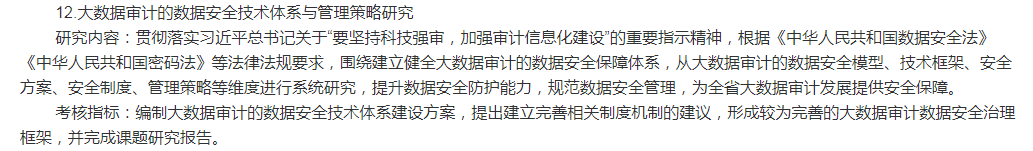 12.大数据审计的数据安全技术体系与管理策略研究
研究内容：贯彻落实习近平总书记关于“要坚持科技强审，加强审计信息化建设”的重要指示精神，根据《中华人民共和国数据安全法》
《中华人民共和国密码法》等法律法规要求，围绕建立健全大数据审计的数据安全保障体系，从大数据审计的数据安全模型、技术框架、安全
方案、安全制度、管理策略等维度进行系统研究，提升数据安全防护能力，规范数据安全管理，为全省大数据审计发展提供安全保障。
考核指标：编制大数据审计的数据安全技术体系建设方案，提出建立完善相关制度机制的建议，形成较为完善的大数据审计数据安全治理
框架，并完成课题研究报告。